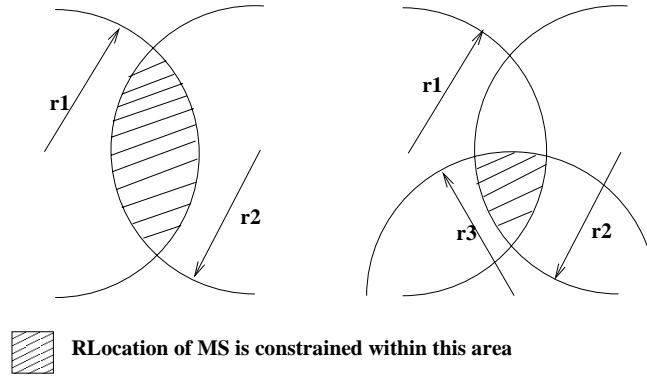 r1
r2
r1
r3
r2
RLocation of MS is constrained within this area